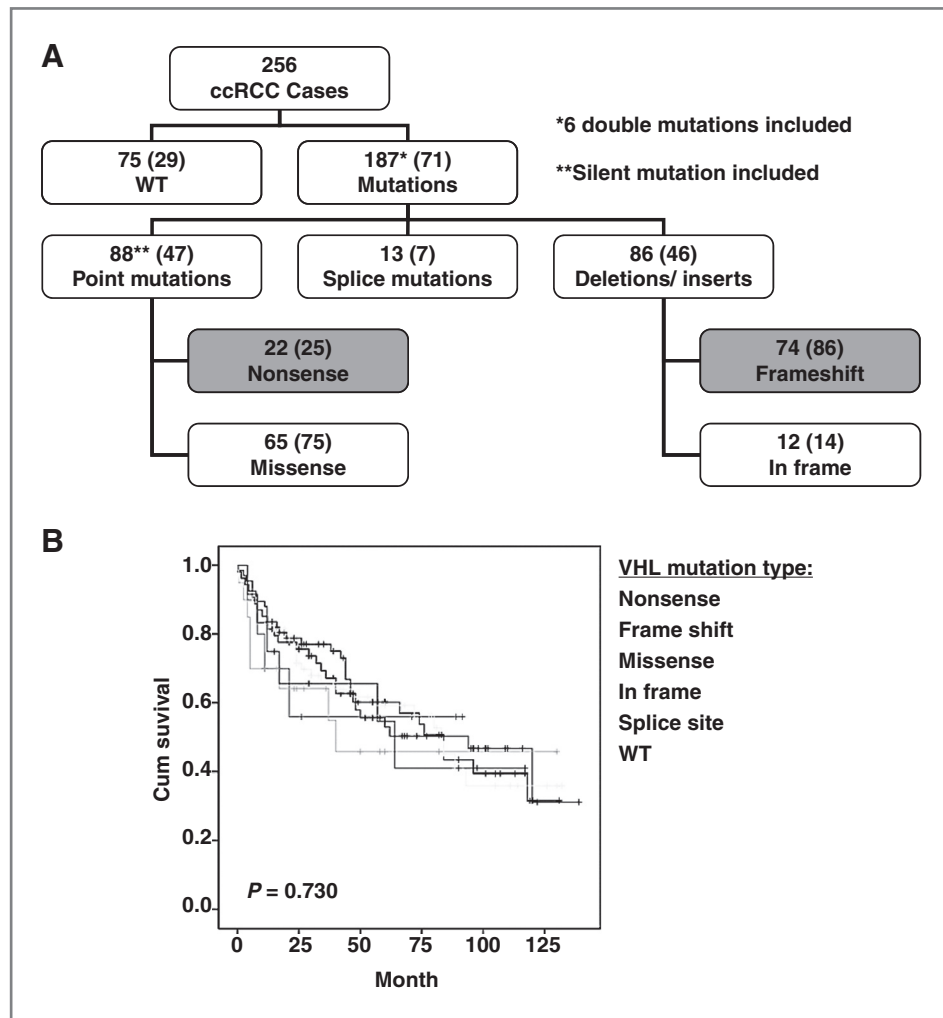 A
256
ccRCC Cases
*6 double mutations included
75 (29)
WT
187* (71)
Mutations
**Silent mutation included
88** (47)
Point mutations
13 (7)
Splice mutations
86 (46)
Deletions/ inserts
22 (25)
Nonsense
74 (86)
Frameshift
65 (75)
Missense
12 (14)
In frame
B
1.0
0.8
0.6
0.4
0.2
0.0
Cum suvival
P = 0.730
0 25 50 75 100 125
Month
VHL mutation type:
Nonsense
Frame shift
Missense
In frame
Splice site
WT